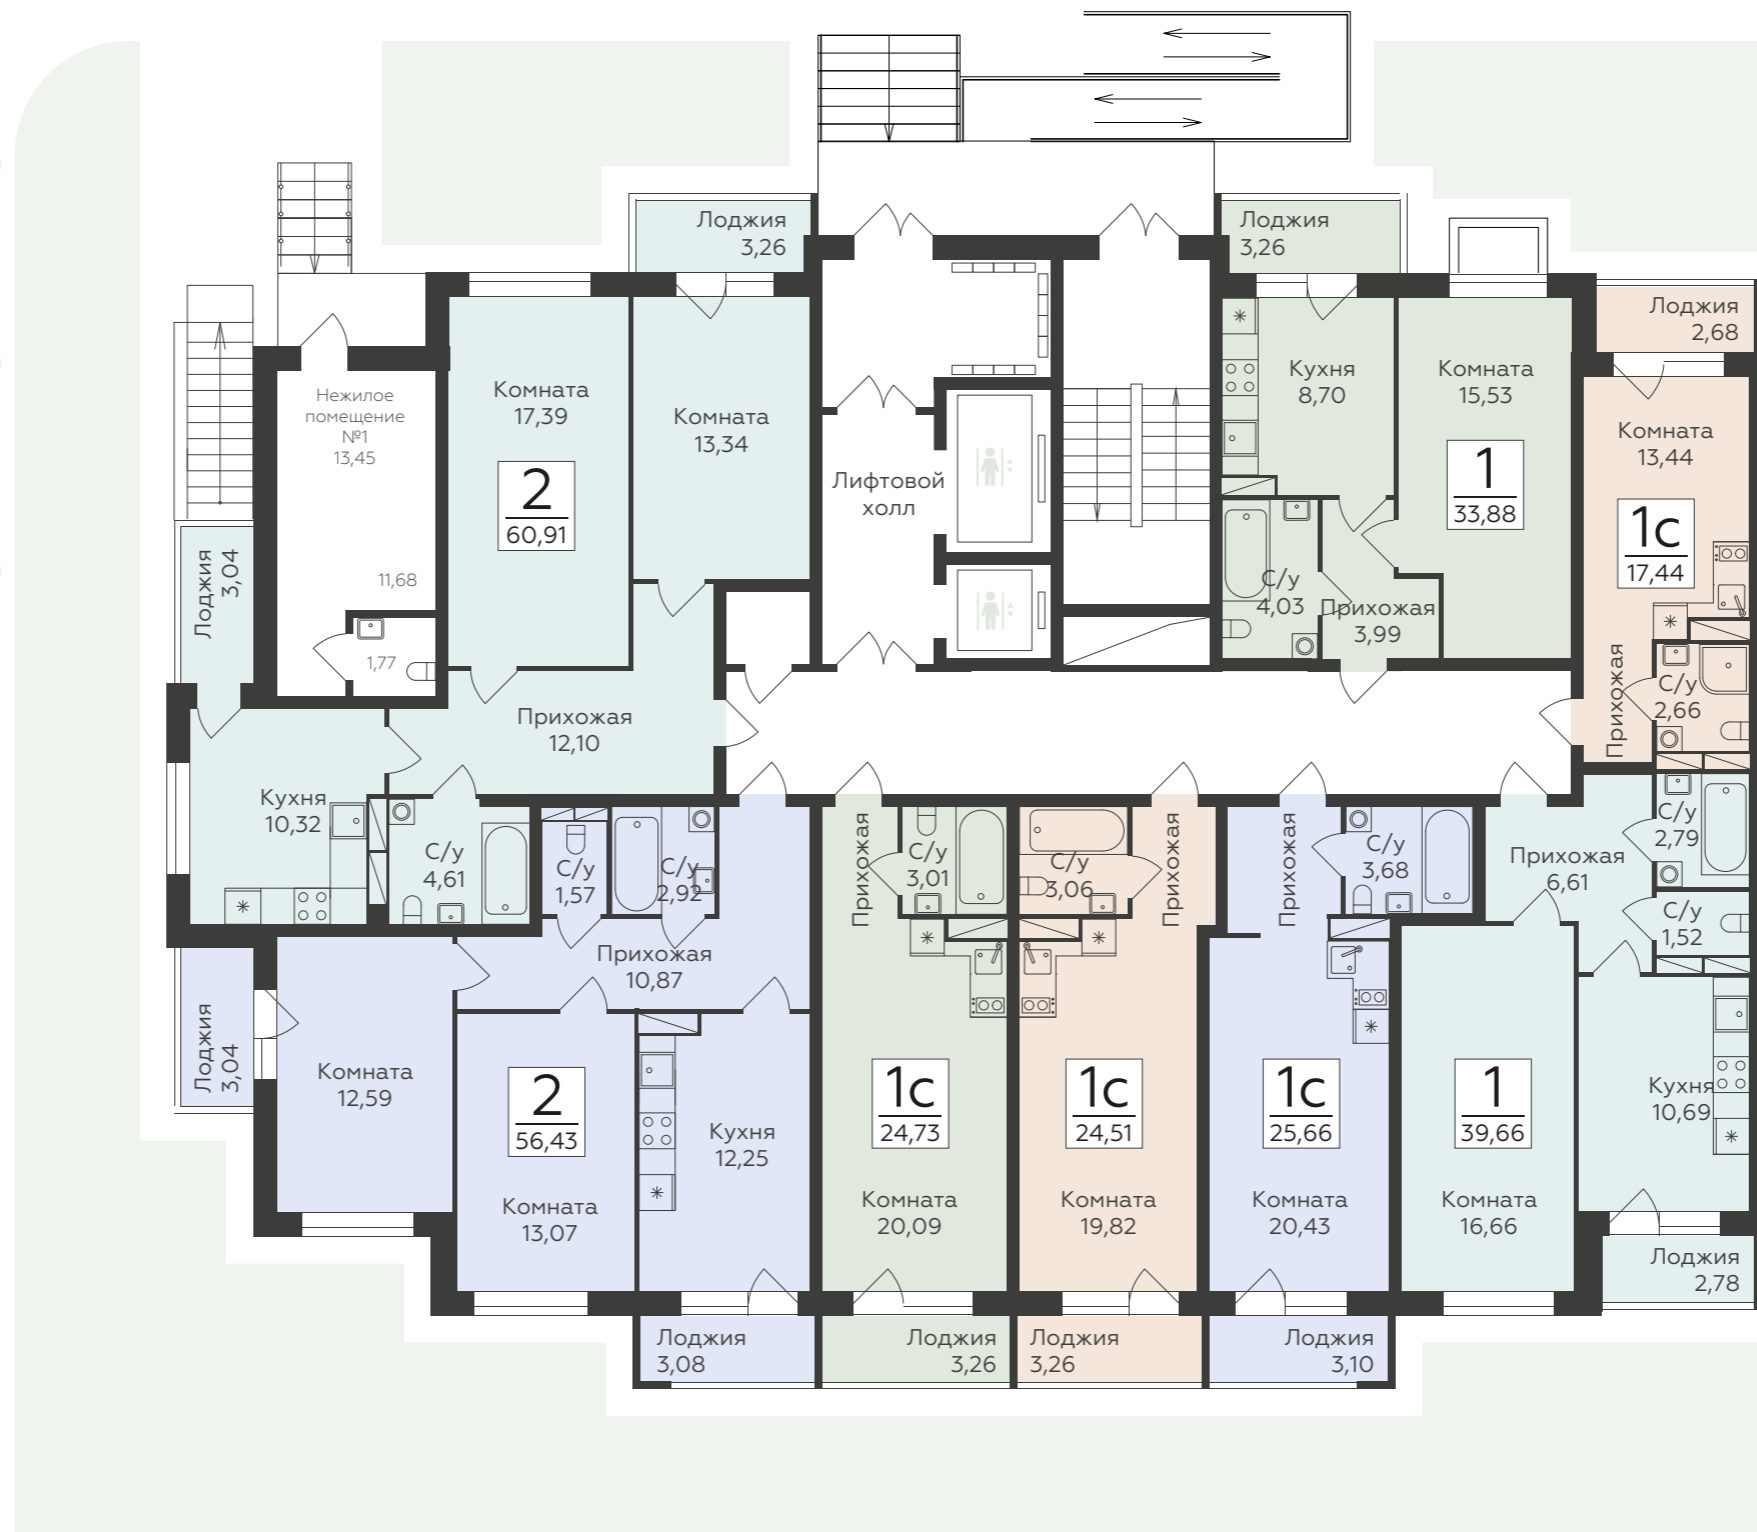 Лоджия
3,26
Лоджия
3,26
Лоджия
2,68
Нежилое
помещение
№1
13,45
11,68
1,77
Комната
17,39
2
60,91
Комната
13,34
Лифтовой
холл
Кухня
8,70
Комната
15,53
1
33,88
С/у
4,03
Прихожая
3,99
Комната
13,44
1с
17,44
Прихожая
С/у
2,66
Лоджия
3,04
Прихожая
12,10
Кухня
10,32
С/у
4,61
С/у
1,57
С/у
2,92
Прихожая
10,87
Прихожая
С/у
3,01
С/у
3,06
Прихожая
Прихожая
С/у
3,68
Прихожая
6,61
С/у
2,79
С/у
1,52
Лоджия
3,04
Комната
12,59
2
56,43
Комната
13,07
Кухня
12,25
1с
24,73
Комната
20,09
1с
24,51
Комната
19,82
1с
25,66
Комната
20,43
1
39,66
Комната
16,66
Кухня
10,69
Лоджия
2,78
Лоджия
3,08
Лоджия
3,26
Лоджия
3,26
Лоджия
3,10